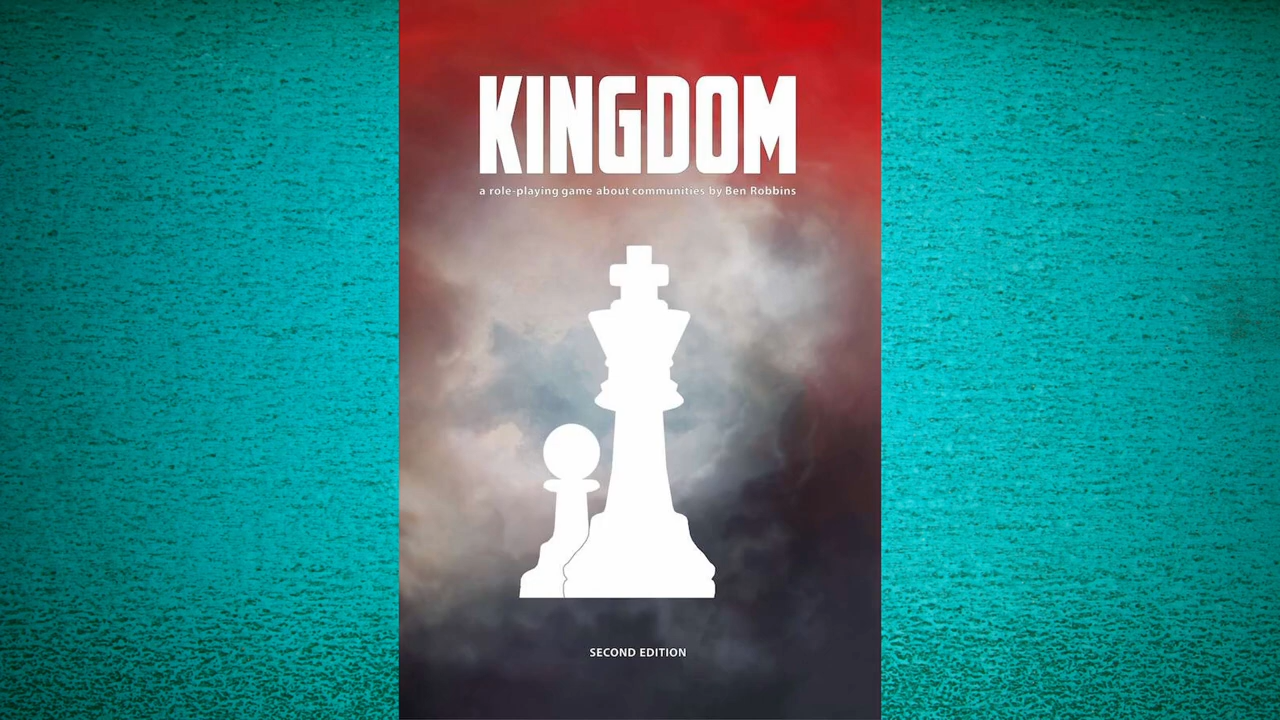 KINGDOM
a role-playing game about communities by Ben Robbins
SECOND EDITION